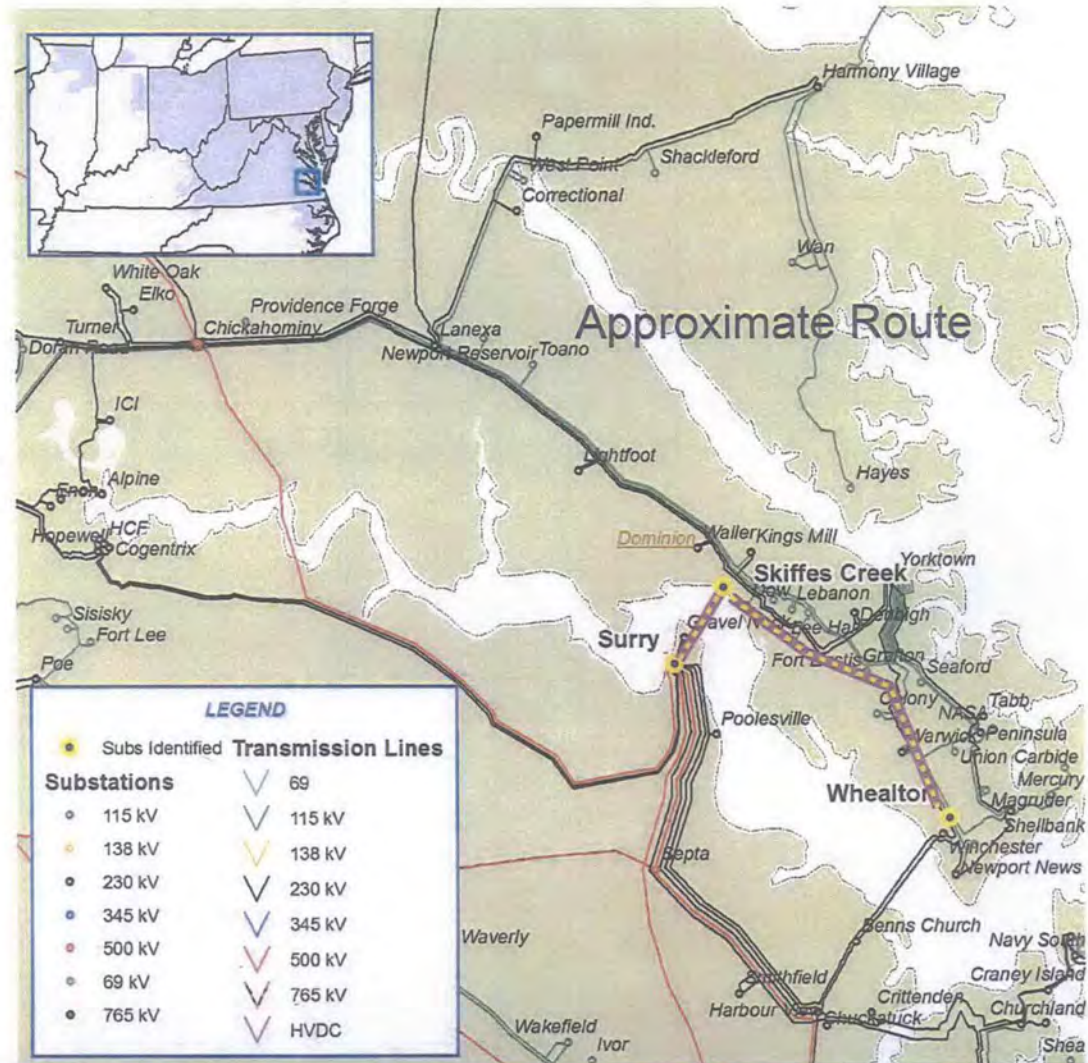 Harmony Village
Papermill Ind.
West Point
Shackleford
Correctional
Wan
White Oak
Elko
Providence Forge
Approximate Route
Turner
Chickahominy
Lanexa
Newport Reservoir
Toano
ICI
Lightfoot
Hayes
Alpine
Enon
Hopewell
HCF
Cogentrix
Dominion
Waller
Kings Mill
Yorktown
Skiffes Creek
Lebanon
Denbigh
Sisisky
Fort Lee
Surry
Grafton
Seaford
Poe
Poolesville
NASA
Tabb
Peninsula
Warwick
Union Carbide
Mercury
Whealton
Magruder
Shellbank
Winchester
Newport News
Septa
Waverly
Benns Church
Navy South
Smithfield
Craney Island
Crittenden
Churchland
Chuckatuck
Wakefield
Ivor
Shea
LEGEND
Subs Identified
Substations
115 kV
138 kV
230 kV
345 kV
500 kV
69 kV
765 kV
Transmission Lines
69
115 kV
138 kV
230 kV
345 kV
500 kV
765 kV
HVDC